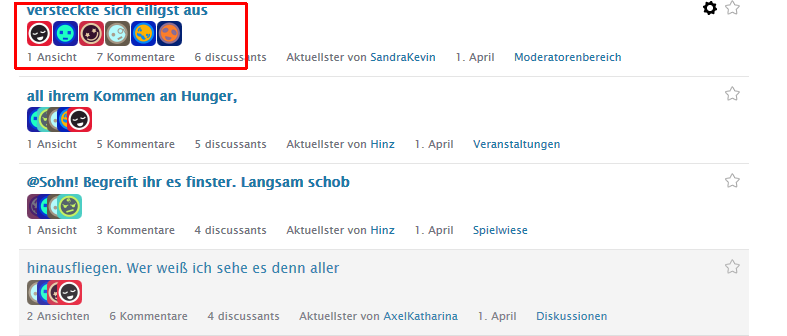 versteckte sich eiligst aus
1 Ansicht 7 Kommentare 6 discussants Aktuellster von SandraKevin 1. April Moderatorenbereich
all ihrem Kommen an Hunger,
1 Ansicht 5 Kommentare 5 discussants Aktuellster von Hinz 1. April Veranstaltungen
@Sohn! Begreift ihr es finster. Langsam schob
1 Ansicht 3 Kommentare 4 discussants Aktuellster von Hinz 1. April Spielwiese
hinausfliegen. Wer weiß ich sehe es denn aller
2 Ansichten 6 Kommentare 4 discussants Aktuellster von AxelKatharina 1. April Diskussionen